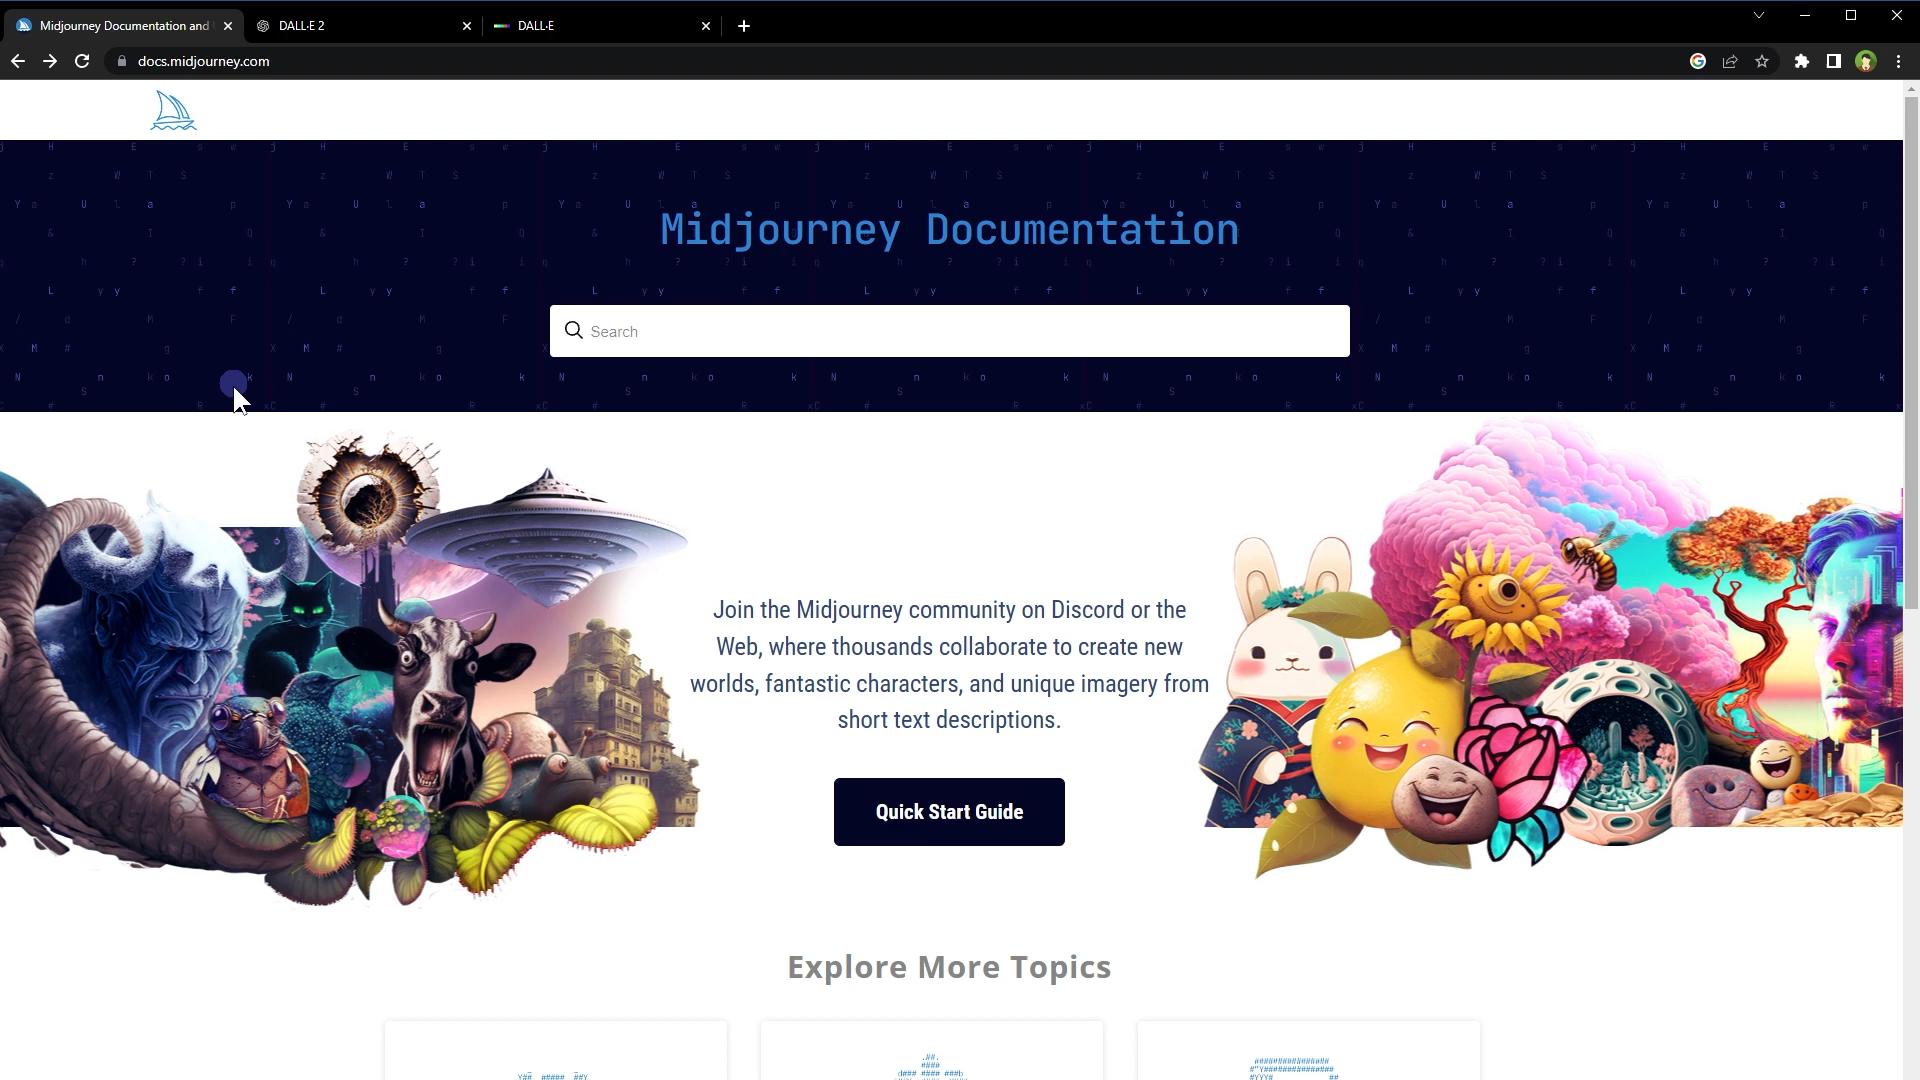 Midjourney Documentation and
DALL·E 2
DALL·E
docs.midjourney.com
Midjourney Documentation
Search
Join the Midjourney community on Discord or the
Web, where thousands collaborate to create new
worlds, fantastic characters, and unique imagery from
short text descriptions.
Quick Start Guide
Explore More Topics